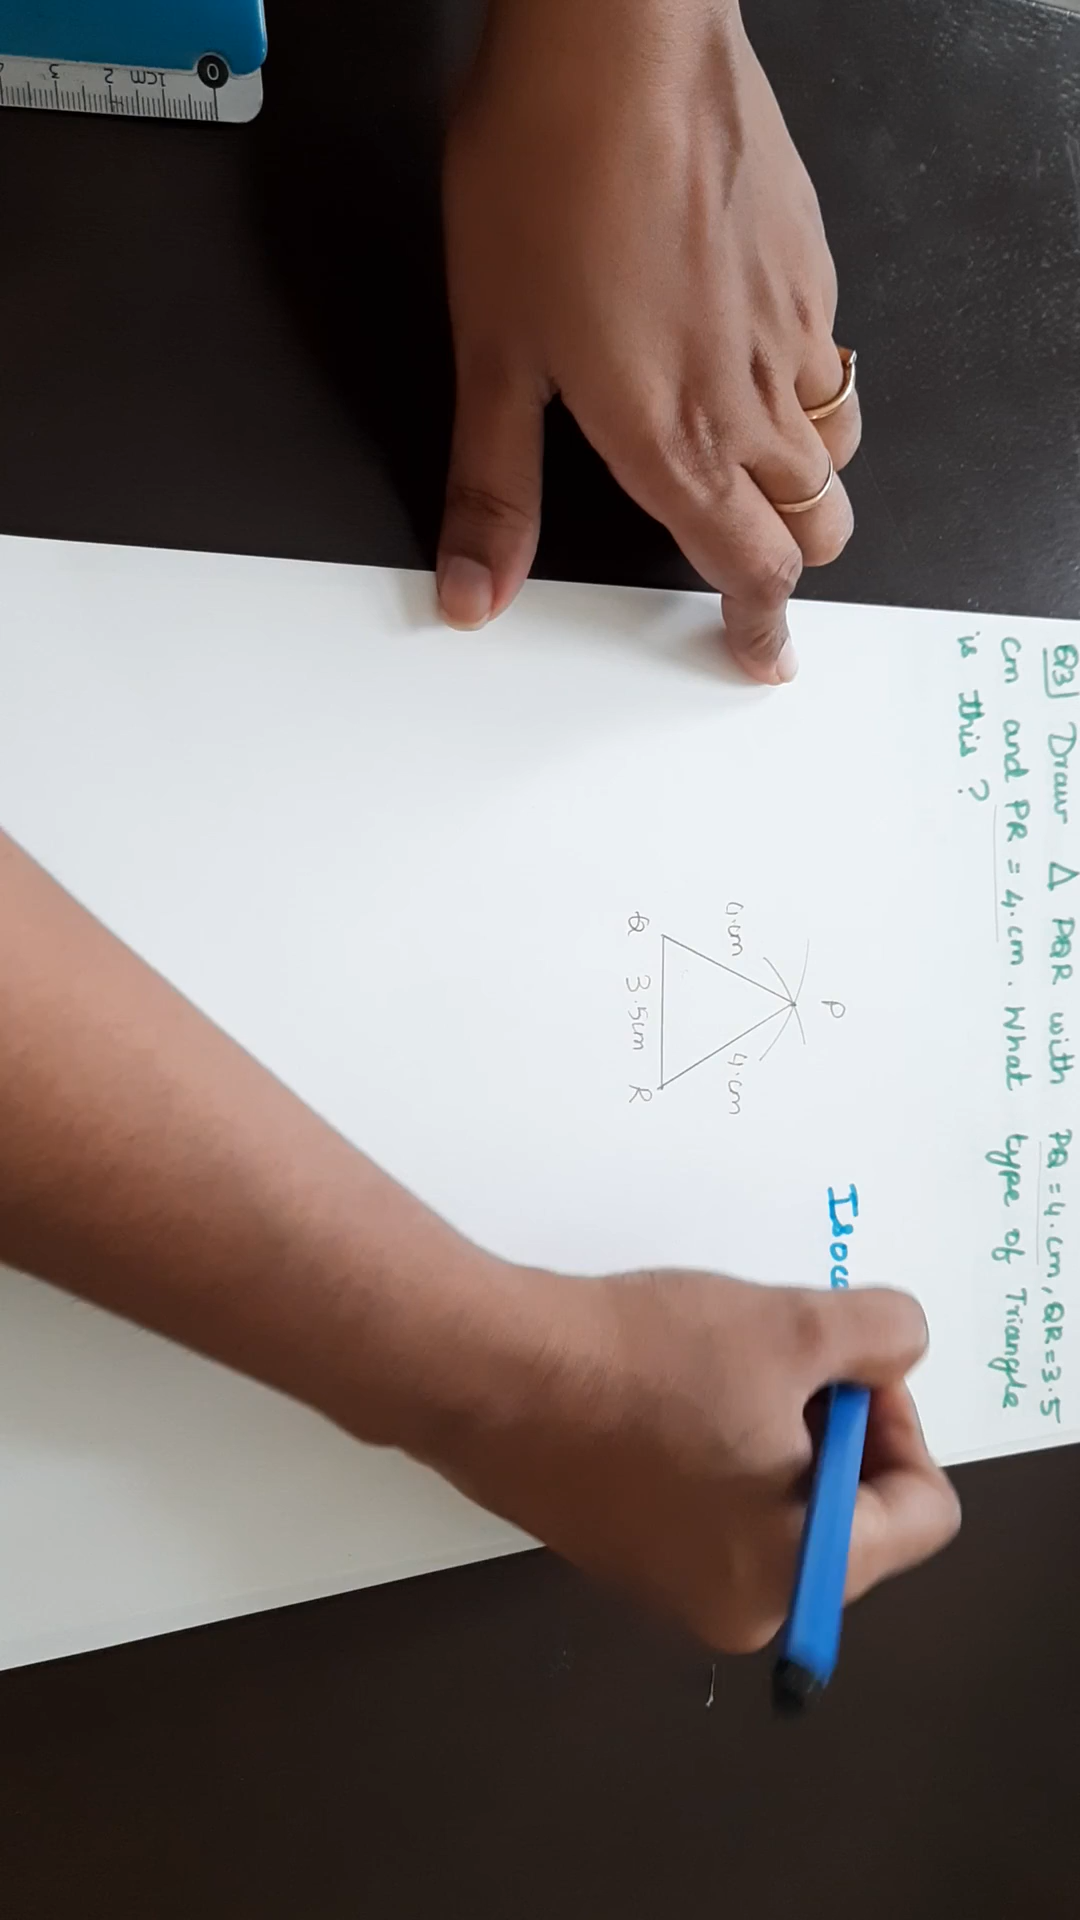 Q3] Draw Δ PQR with PQ = 4.cm, QR = 3.5
cm and PR = 4.cm. What type of Triangle
is this ?
P
4.cm
4.cm
Q
3.5cm
R
0 1cm 2 3